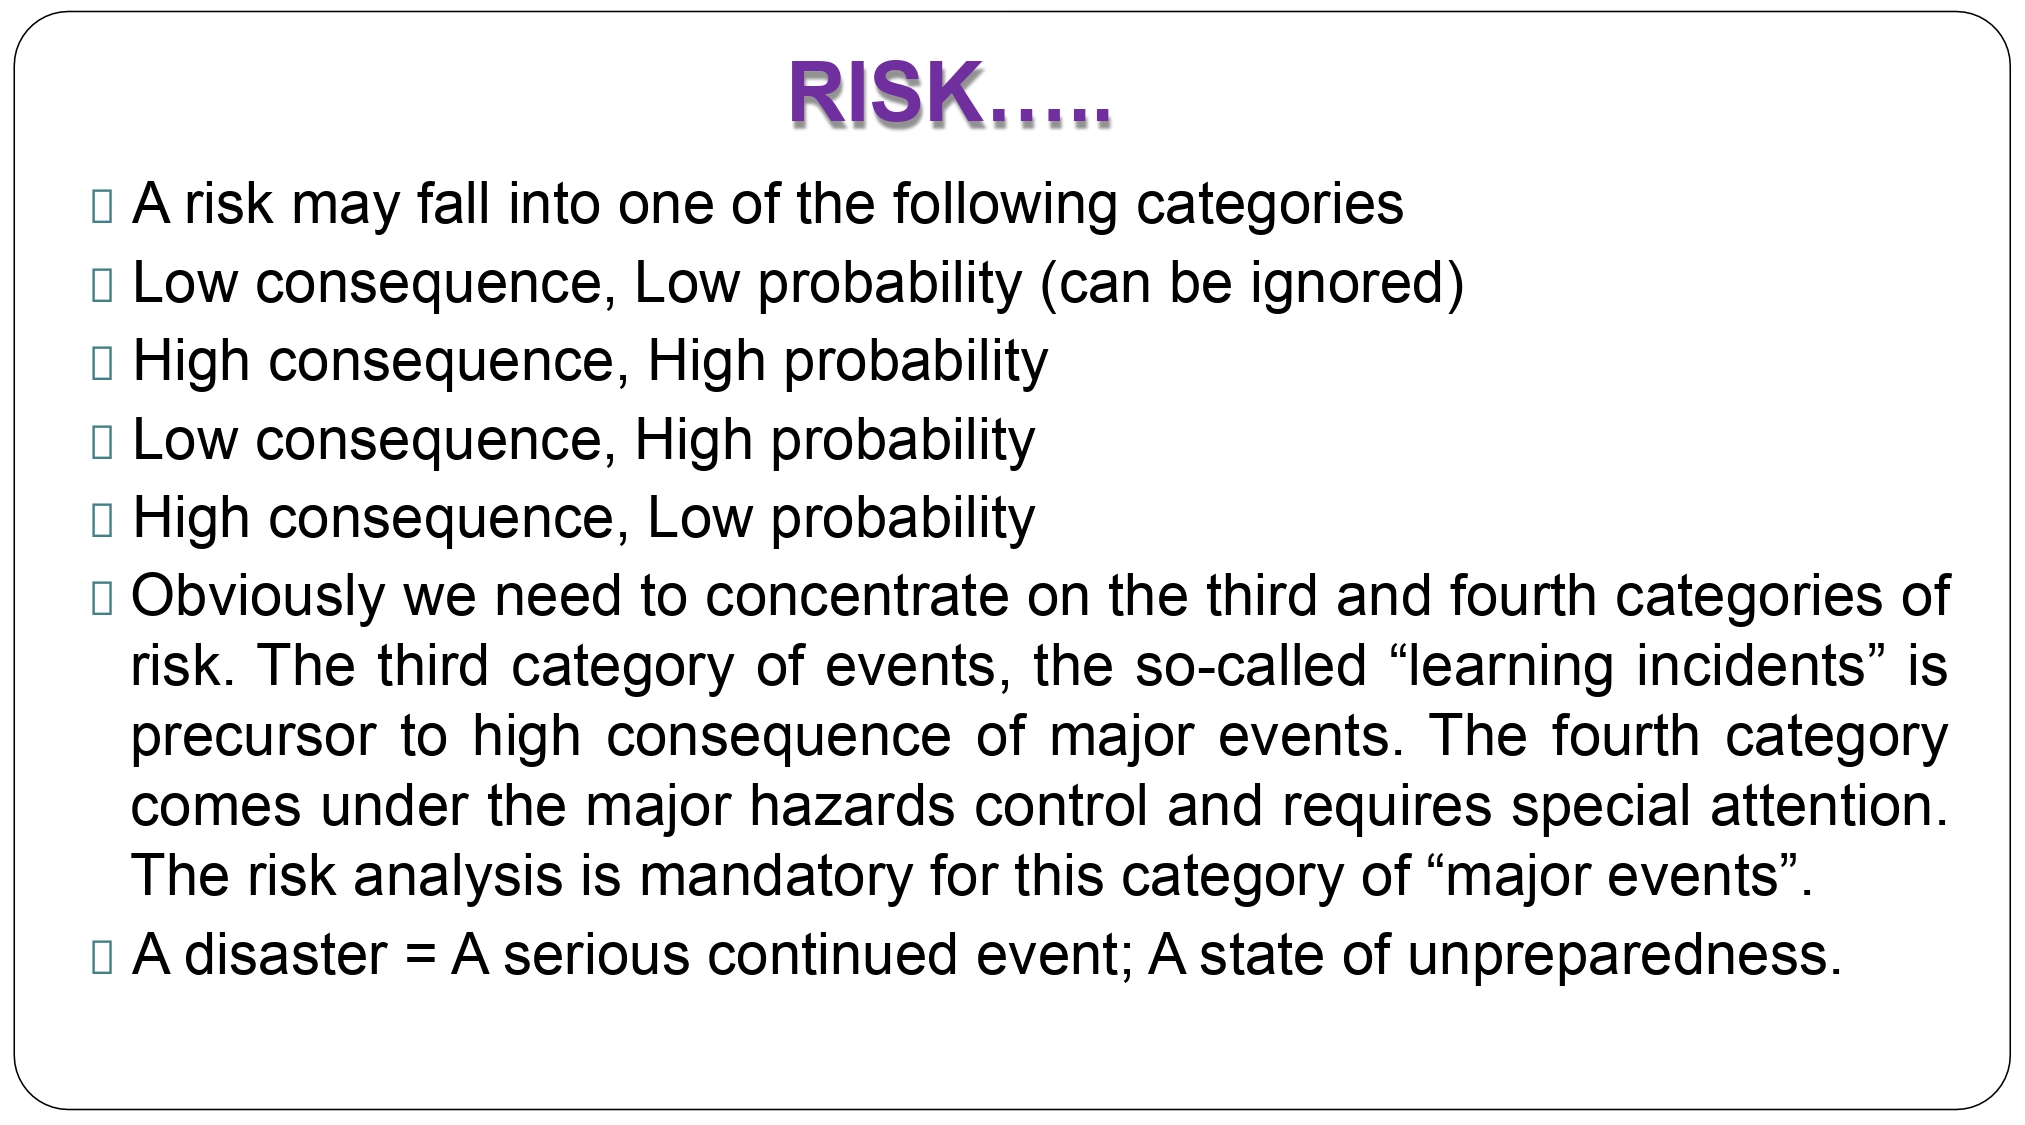 RISK…..
A risk may fall into one of the following categories
Low consequence, Low probability (can be ignored)
High consequence, High probability
Low consequence, High probability
High consequence, Low probability
Obviously we need to concentrate on the third and fourth categories of
risk. The third category of events, the so-called “learning incidents” is
precursor to high consequence of major events. The fourth category
comes under the major hazards control and requires special attention.
The risk analysis is mandatory for this category of “major events”.
A disaster = A serious continued event; A state of unpreparedness.